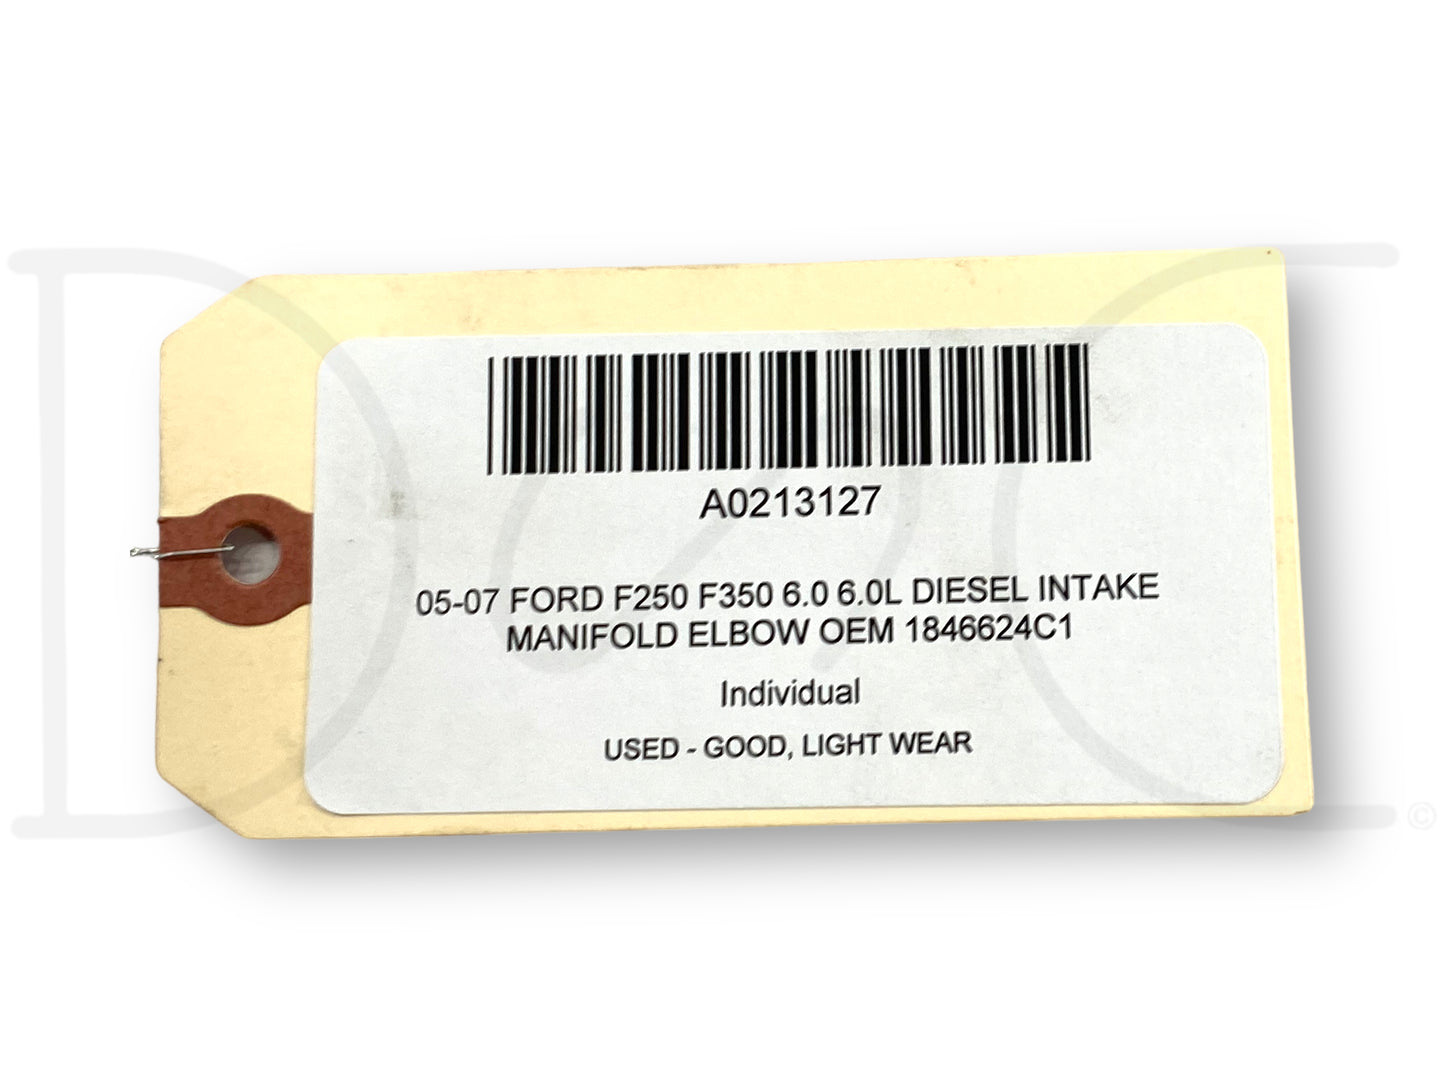 A0213127
05-07 FORD F250 F350 6.0 6.0L DIESEL INTAKE
MANIFOLD ELBOW OEM 1846624C1
Individual
USED - GOOD, LIGHT WEAR
©